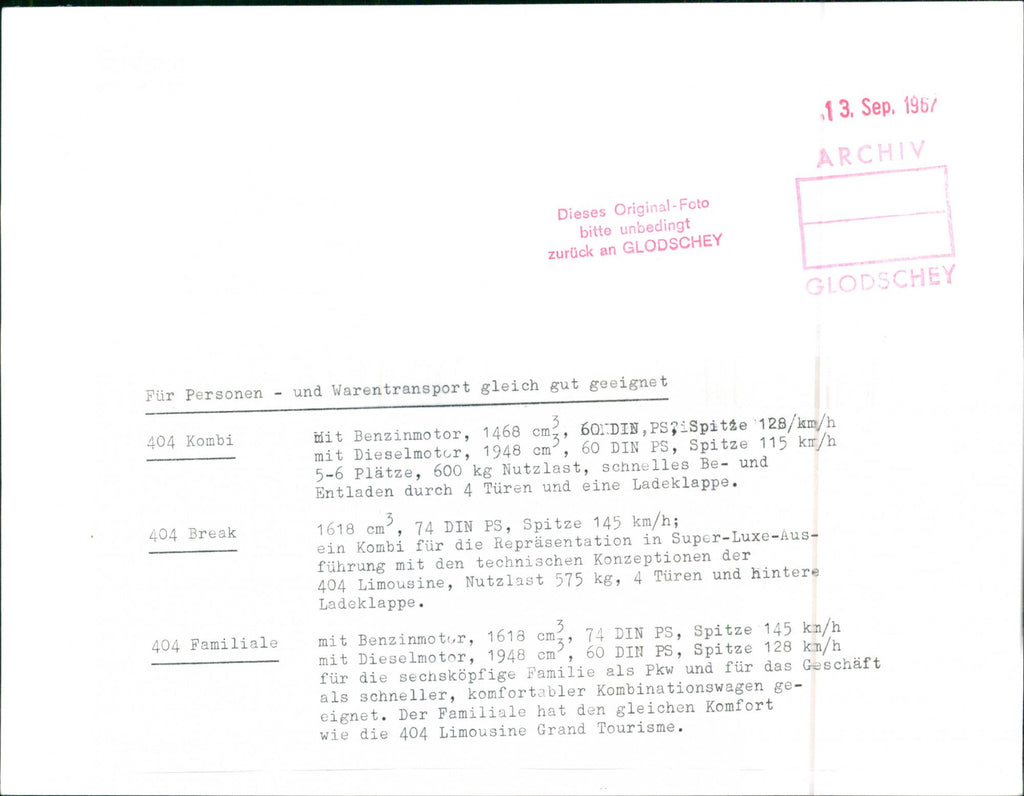 13. Sep. 1967
ARCHIV
GLODSCHEY
Dieses Original-Foto
bitte unbedingt
zurück an GLODSCHEY
Für Personen - und Warentransport gleich gut geeignet
404 Kombi
mit Benzinmotor, 1468 cm³, 60 DIN PS, Spitze 128/km/h
mit Dieselmotor, 1948 cm³, 60 DIN PS, Spitze 115 km/h
5-6 Plätze, 600 kg Nutzlast, schnelles Be- und
Entladen durch 4 Türen und eine Ladeklappe.
404 Break
1618 cm³, 74 DIN PS, Spitze 145 km/h;
ein Kombi für die Repräsentation in Super-Luxe-Aus-
führung mit den technischen Konzeptionen der
404 Limousine, Nutzlast 575 kg, 4 Türen und hintere
Ladeklappe.
404 Familiale
mit Benzinmotor, 1618 cm³, 74 DIN PS, Spitze 145 km/h
mit Dieselmotor, 1948 cm³, 60 DIN PS, Spitze 128 km/h
für die sechsköpfige Familie als Pkw und für das Geschäft
als schneller, komfortabler Kombinationswagen ge-
eignet. Der Familiale hat den gleichen Komfort
wie die 404 Limousine Grand Tourisme.